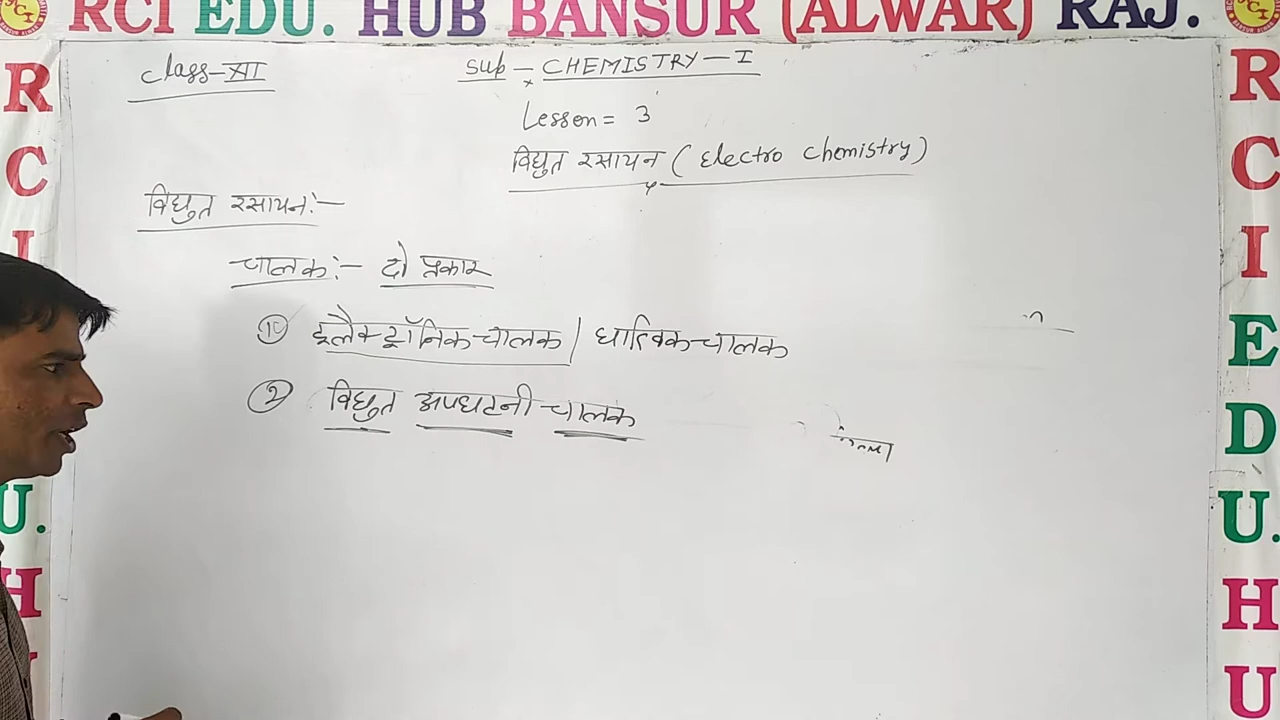 RCI EDU. HUB BANSUR (ALWAR) RAJ.
Class-XII
Sub - CHEMISTRY-I
Lesson = 3
विद्युत रसायन (Electro Chemistry)
विद्युत रसायन:-
चालक:- दो प्रकार
① इलैक्ट्रॉनिक चालक / धात्विक चालक
② विद्युत अपघटनी चालक
R
C
I
U.
H
R
C
I
E
D
U.
H
U